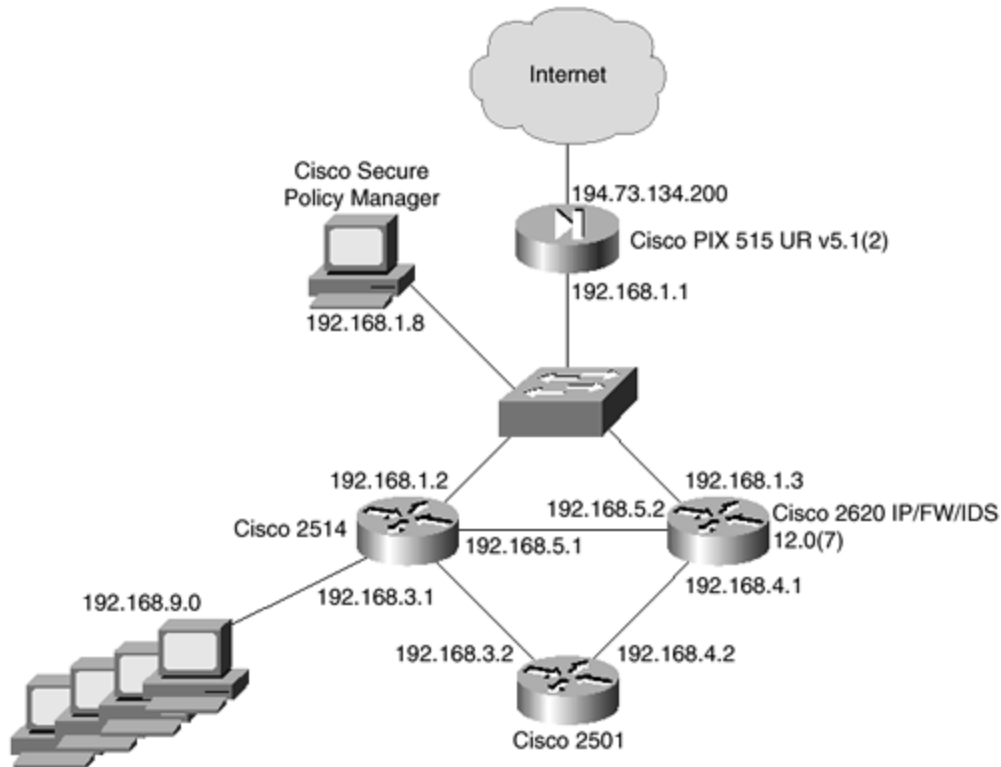 Internet
194.73.134.200
Cisco Secure
Policy Manager
Cisco PIX 515 UR v5.1(2)
192.168.1.1
192.168.1.8
192.168.1.2
192.168.1.3
192.168.5.2
Cisco 2620 IP/FW/IDS
12.0(7)
Cisco 2514
192.168.5.1
192.168.4.1
192.168.3.1
192.168.9.0
192.168.3.2
192.168.4.2
Cisco 2501